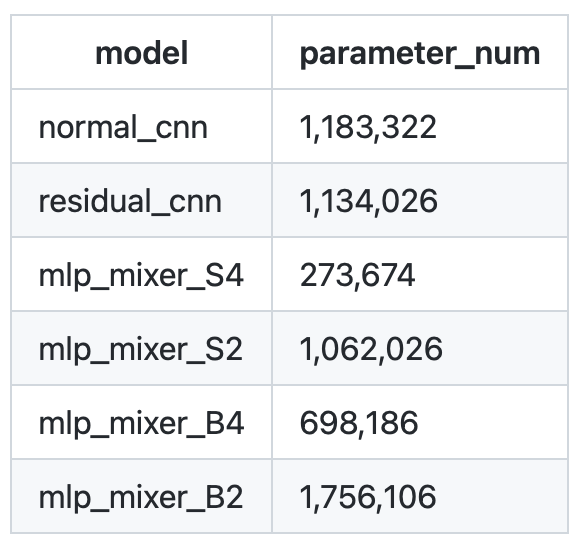 model parameter_num
normal_cnn 1,183,322
residual_cnn 1,134,026
mlp_mixer_S4 273,674
mlp_mixer_S2 1,062,026
mlp_mixer_B4 698,186
mlp_mixer_B2 1,756,106